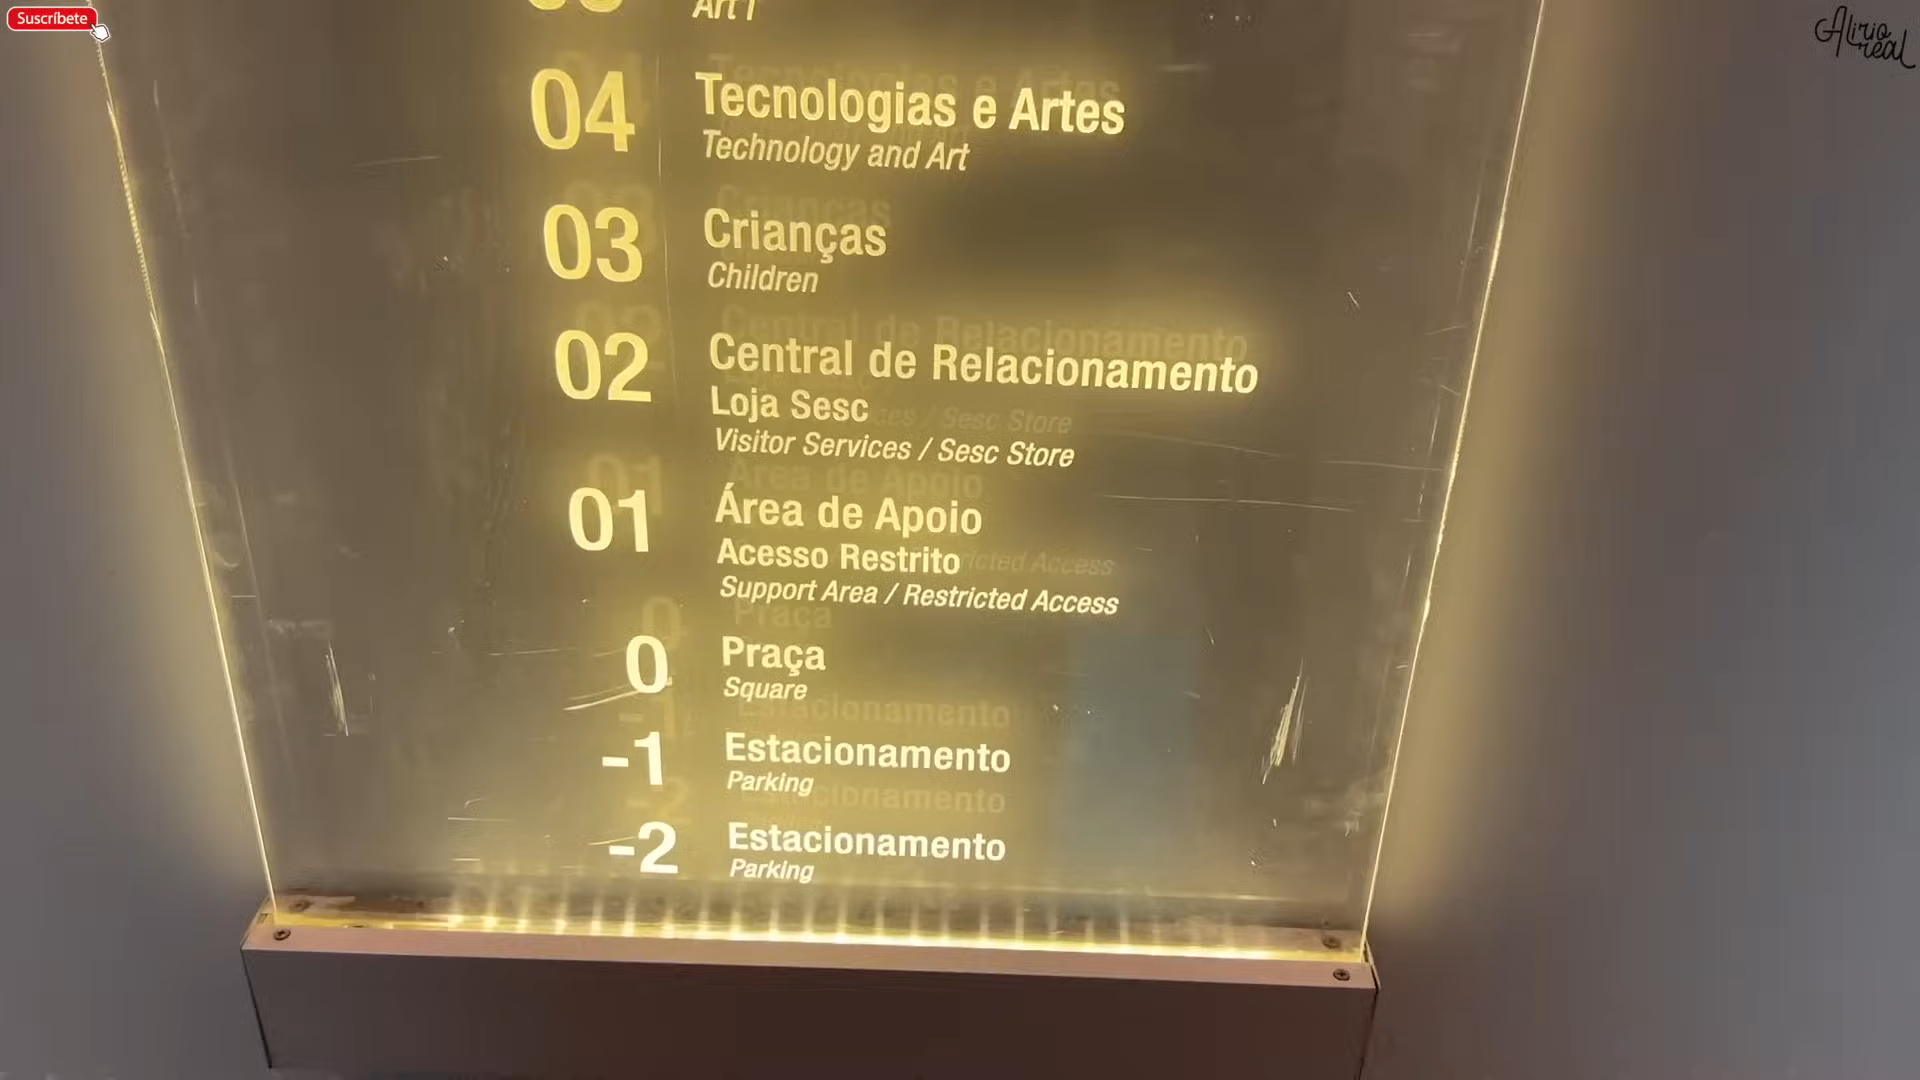 Suscríbete
Alirio
real
04 Tecnologias e Artes
Technology and Art
03 Crianças
Children
02 Central de Relacionamento
Loja Sesc
Visitor Services / Sesc Store
01 Área de Apoio
Acesso Restrito
Support Area / Restricted Access
0 Praça
Square
-1 Estacionamento
Parking
-2 Estacionamento
Parking